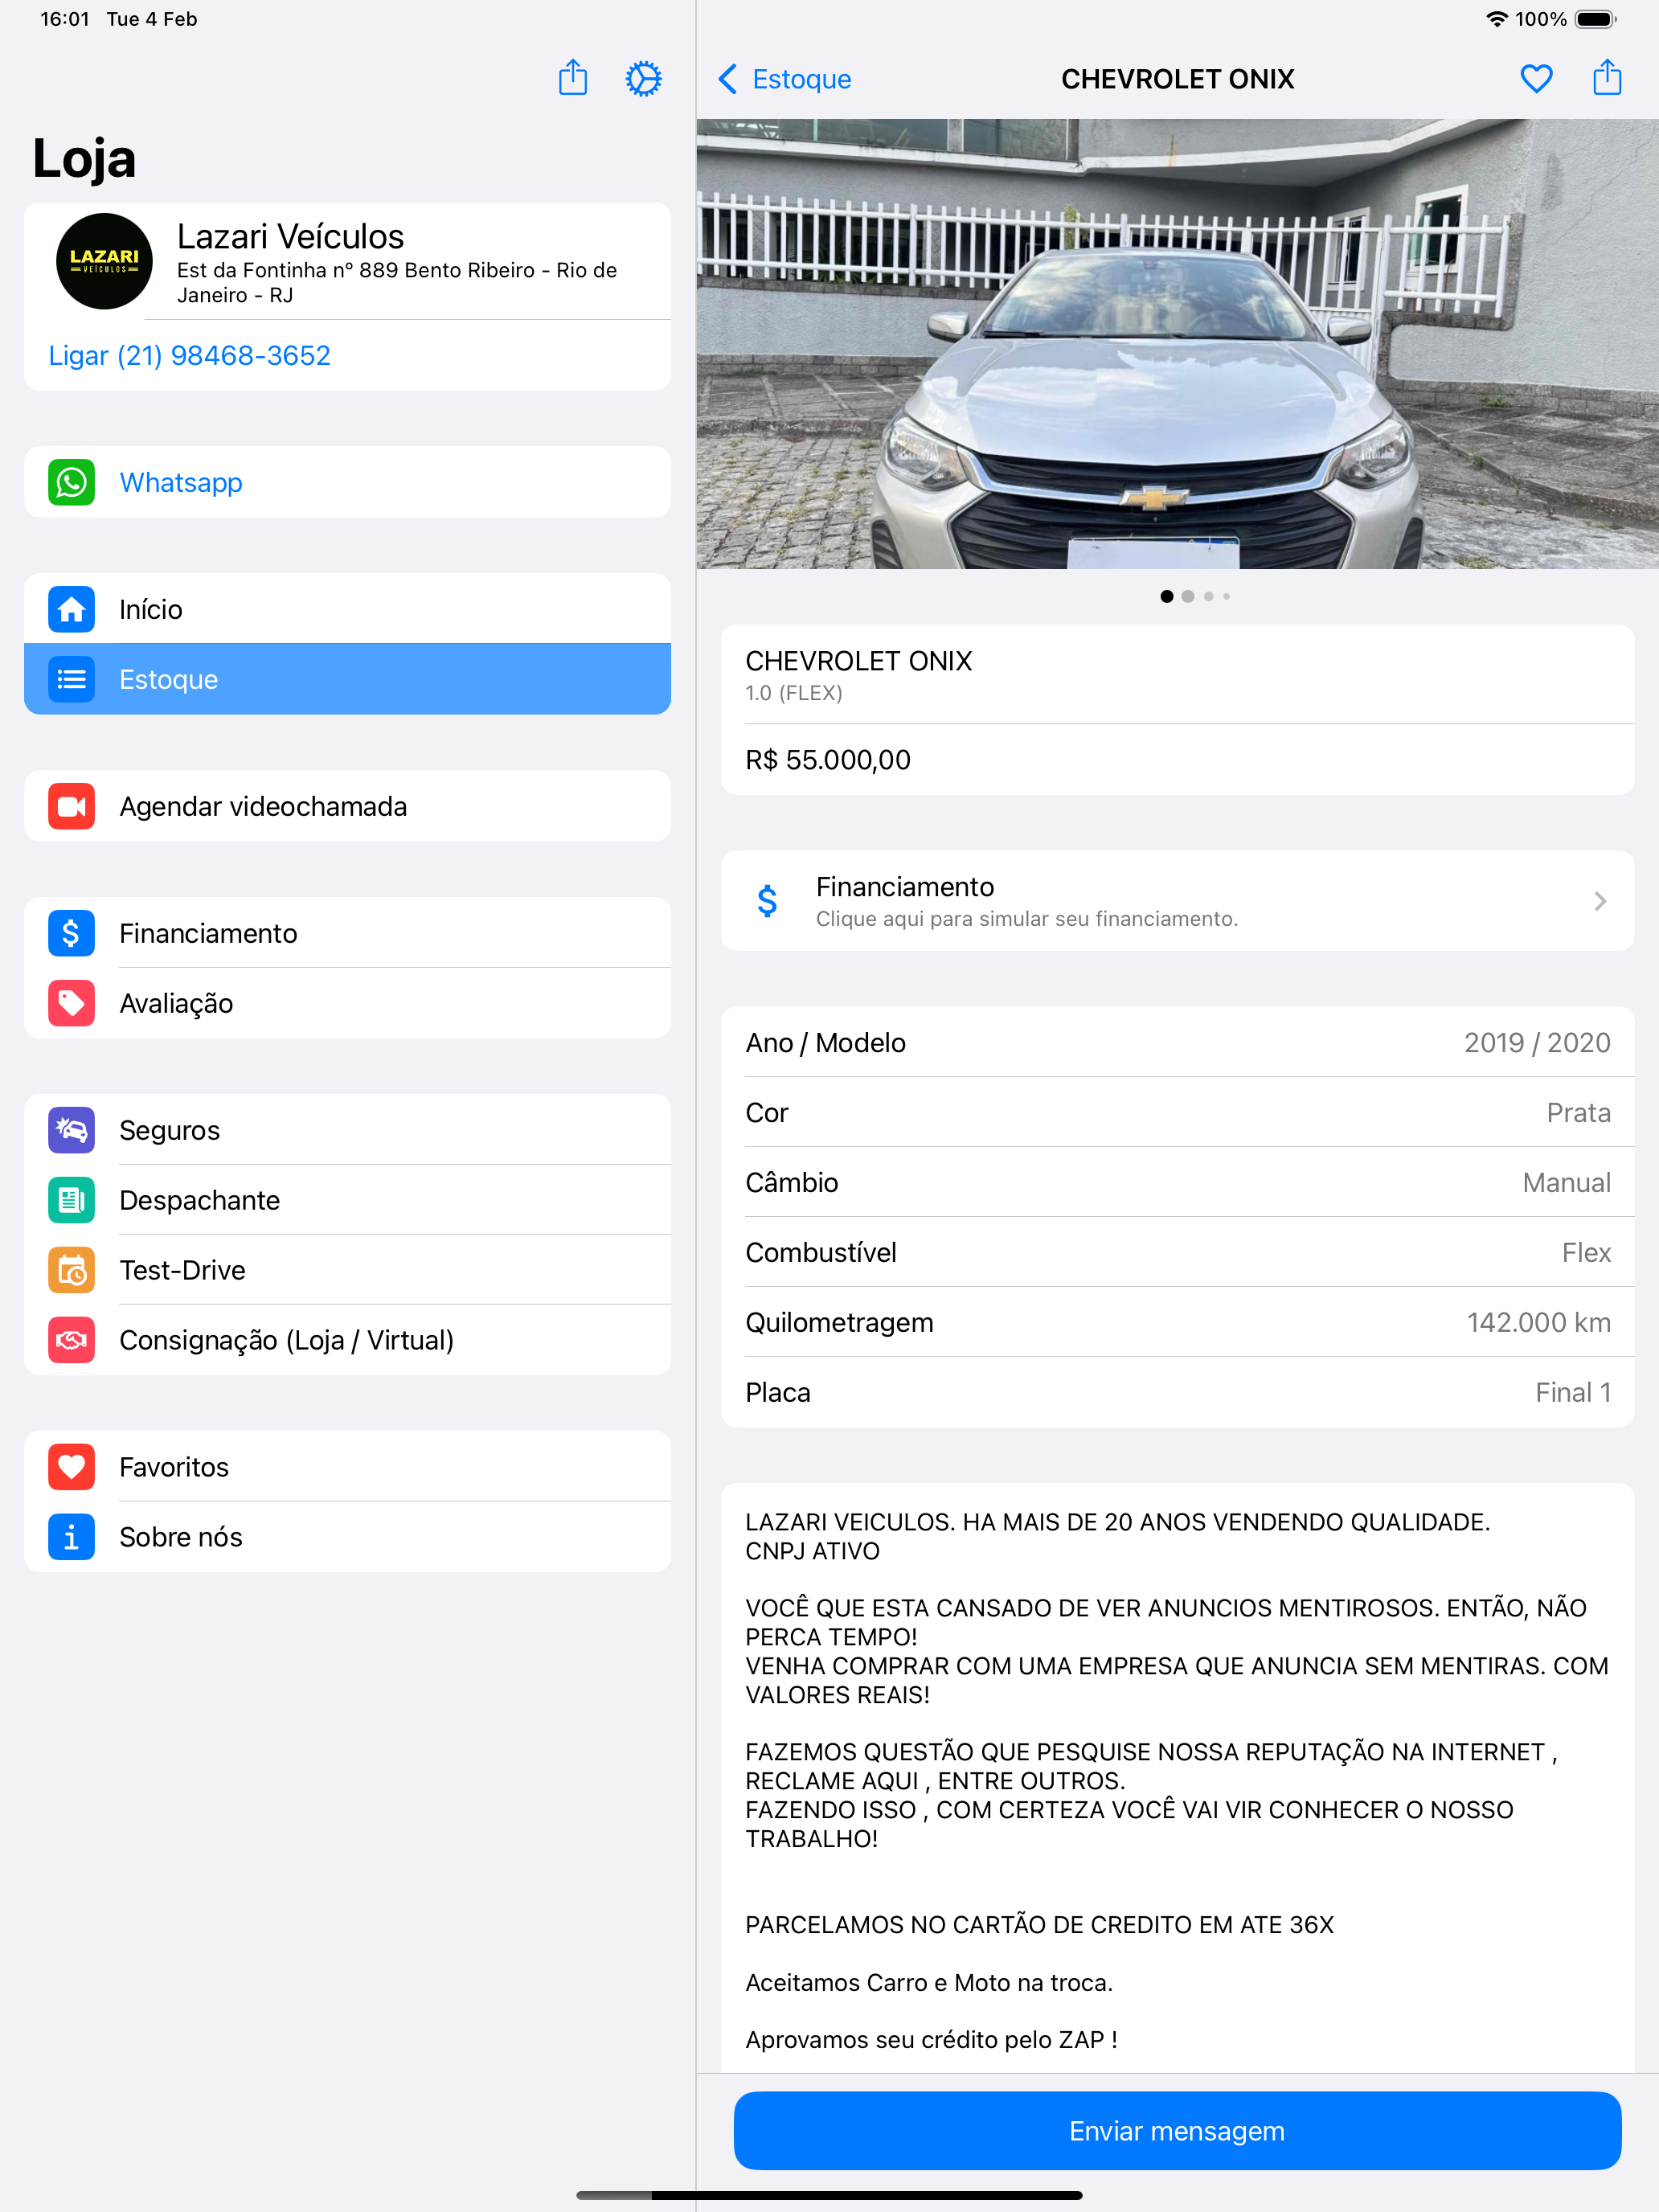 16:01 Tue 4 Feb
100%
Loja
LAZARI
VEÍCULOS
Lazari Veículos
Est da Fontinha nº 889 Bento Ribeiro - Rio de
Janeiro - RJ
Ligar (21) 98468-3652
Whatsapp
Início
Estoque
Agendar videochamada
Financiamento
Avaliação
Seguros
Despachante
Test-Drive
Consignação (Loja / Virtual)
Favoritos
Sobre nós
Estoque
CHEVROLET ONIX
CHEVROLET ONIX
1.0 (FLEX)
R$ 55.000,00
Financiamento
Clique aqui para simular seu financiamento.
Ano / Modelo 2019 / 2020
Cor Prata
Câmbio Manual
Combustível Flex
Quilometragem 142.000 km
Placa Final 1
LAZARI VEICULOS. HA MAIS DE 20 ANOS VENDENDO QUALIDADE.
CNPJ ATIVO
VOCÊ QUE ESTA CANSADO DE VER ANUNCIOS MENTIROSOS. ENTÃO, NÃO
PERCA TEMPO!
VENHA COMPRAR COM UMA EMPRESA QUE ANUNCIA SEM MENTIRAS. COM
VALORES REAIS!
FAZEMOS QUESTÃO QUE PESQUISE NOSSA REPUTAÇÃO NA INTERNET ,
RECLAME AQUI , ENTRE OUTROS.
FAZENDO ISSO , COM CERTEZA VOCÊ VAI VIR CONHECER O NOSSO
TRABALHO!
PARCELAMOS NO CARTÃO DE CREDITO EM ATE 36X
Aceitamos Carro e Moto na troca.
Aprovamos seu crédito pelo ZAP !
Enviar mensagem